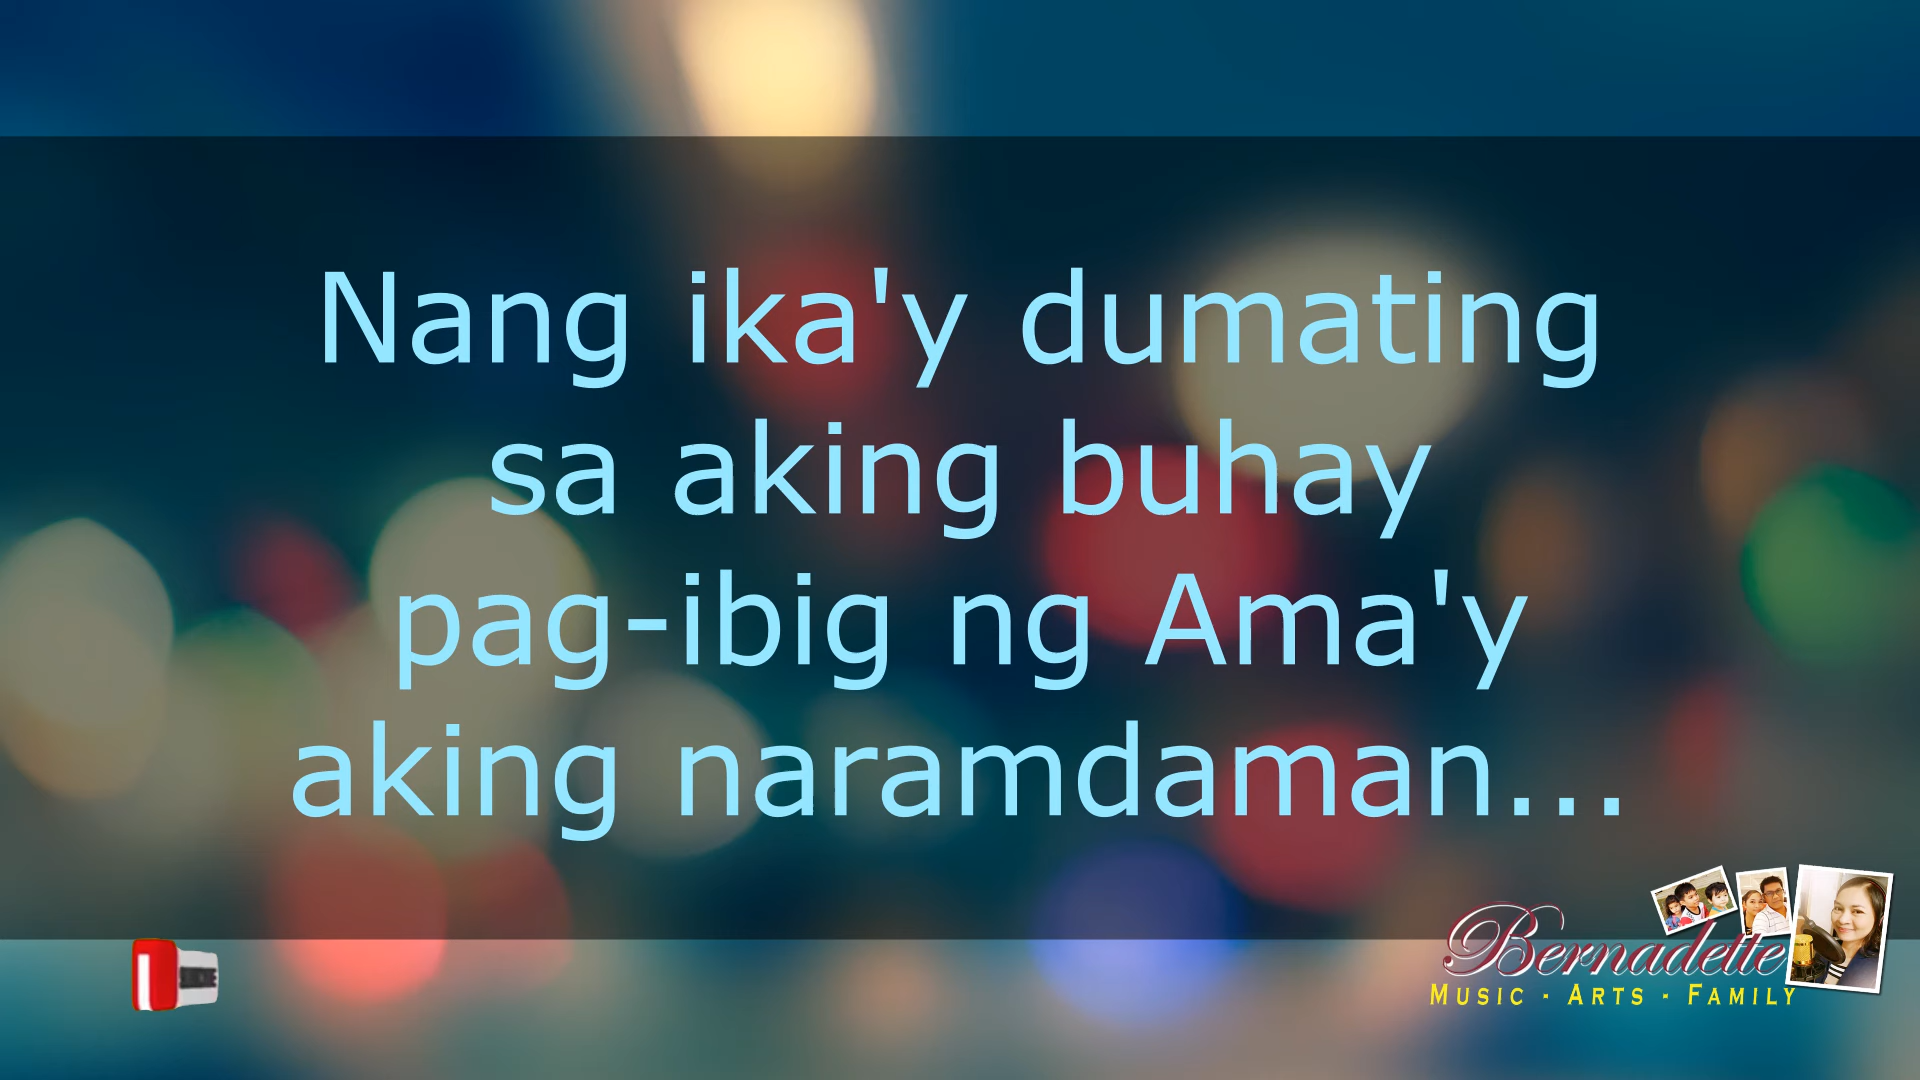 Nang ika'y dumating
sa aking buhay
pag-ibig ng Ama'y
aking naramdaman...
Bernadette
MUSIC - ARTS - FAMILY